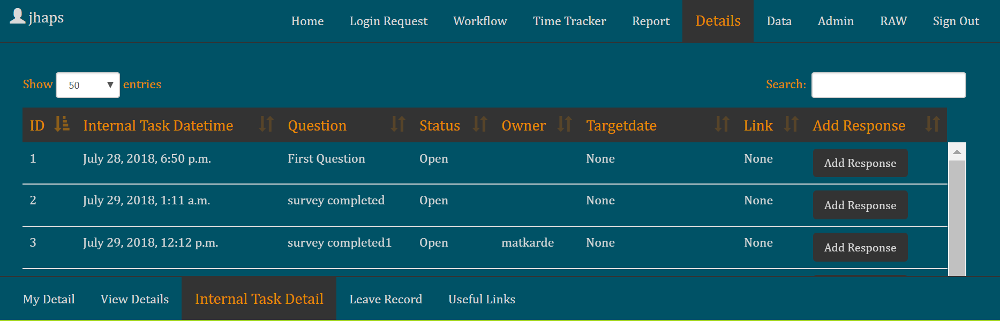 jhaps
Home Login Request Workflow Time Tracker Report Details Data Admin RAW Sign Out
Show 50 entries Search:
ID Internal Task Datetime Question Status Owner Targetdate Link Add Response
1 July 28, 2018, 6:50 p.m. First Question Open None None Add Response
2 July 29, 2018, 1:11 a.m. survey completed Open None None Add Response
3 July 29, 2018, 12:12 p.m. survey completed1 Open matkarde None None Add Response
My Detail View Details Internal Task Detail Leave Record Useful Links